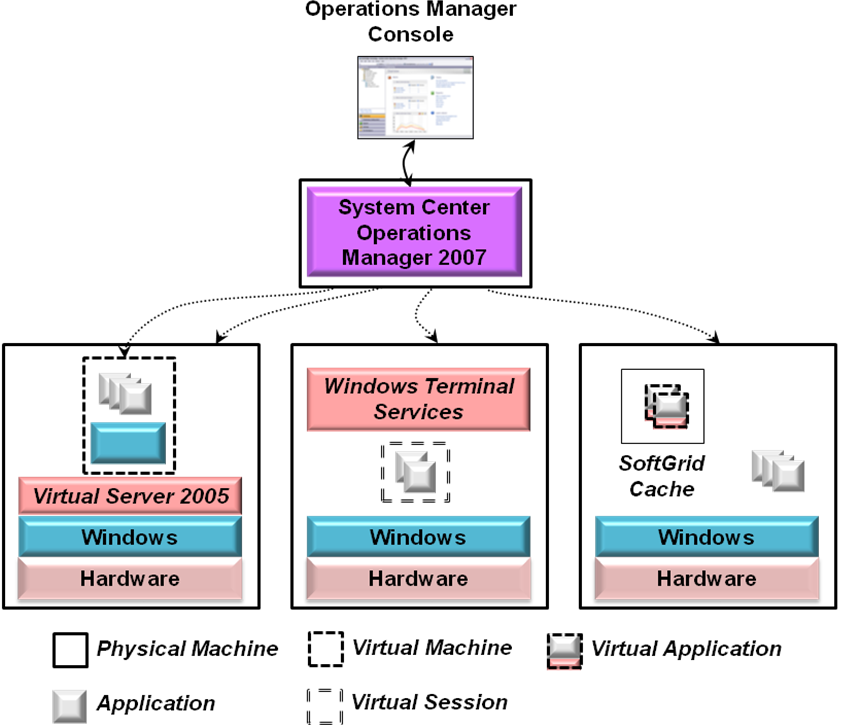 Operations Manager
Console
System Center
Operations
Manager 2007
Windows Terminal
Services
SoftGrid
Cache
Virtual Server 2005
Windows
Windows
Windows
Hardware
Hardware
Hardware
Physical Machine
Virtual Machine
Virtual Application
Application
Virtual Session